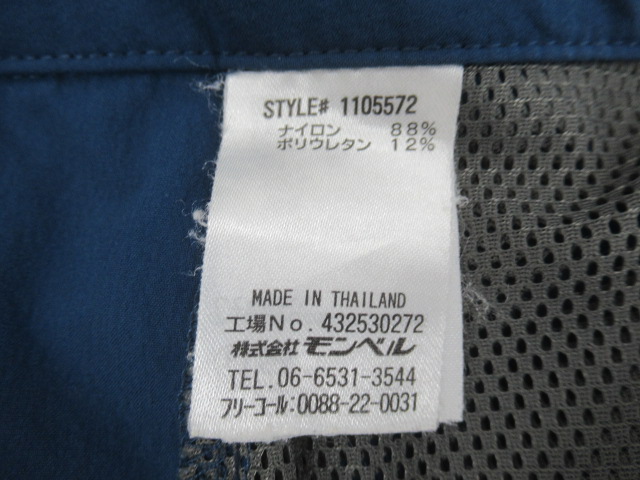 STYLE# 1105572
ナイロン 88%
ポリウレタン 12%
MADE IN THAILAND
工場No. 432530272
株式会社 モンベル
TEL. 06-6531-3544
フリーコール:0088-22-0031